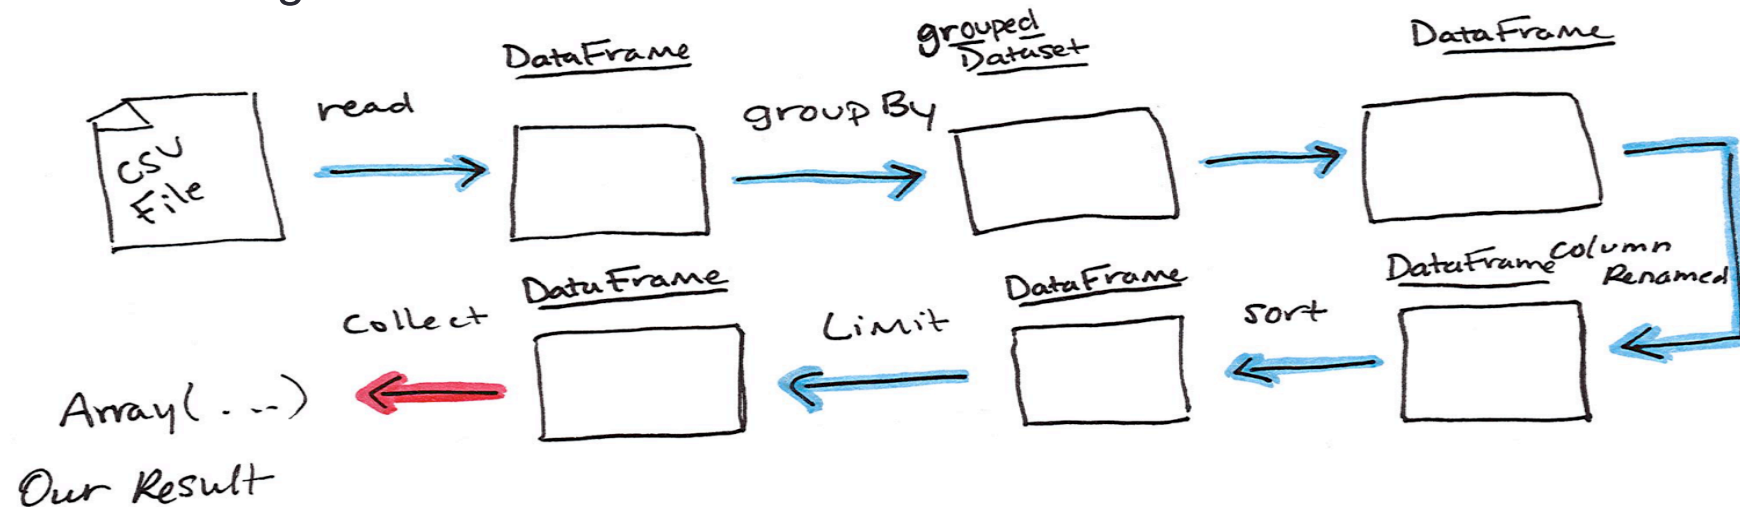 DataFrame
grouped
Dataset
DataFrame
read
group By
CSV
File
DataFrame
DataFrame
DataFrame
Column
Renamed
Collect
Limit
sort
Array(...)
Our Result